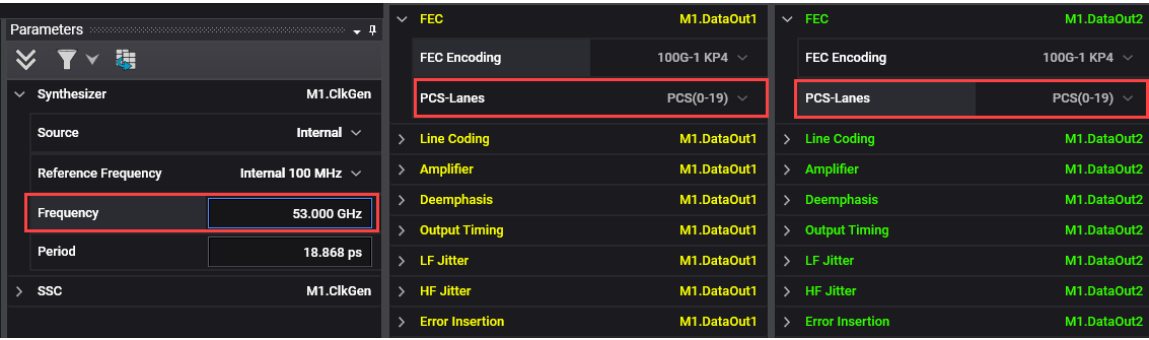 Parameters
Synthesizer M1.ClkGen
Source Internal
Reference Frequency Internal 100 MHz
Frequency 53.000 GHz
Period 18.868 ps
SSC M1.ClkGen
FEC M1.DataOut1
FEC Encoding 100G-1 KP4
PCS-Lanes PCS(0-19)
Line Coding M1.DataOut1
Amplifier M1.DataOut1
Deemphasis M1.DataOut1
Output Timing M1.DataOut1
LF Jitter M1.DataOut1
HF Jitter M1.DataOut1
Error Insertion M1.DataOut1
FEC M1.DataOut2
FEC Encoding 100G-1 KP4
PCS-Lanes PCS(0-19)
Line Coding M1.DataOut2
Amplifier M1.DataOut2
Deemphasis M1.DataOut2
Output Timing M1.DataOut2
LF Jitter M1.DataOut2
HF Jitter M1.DataOut2
Error Insertion M1.DataOut2